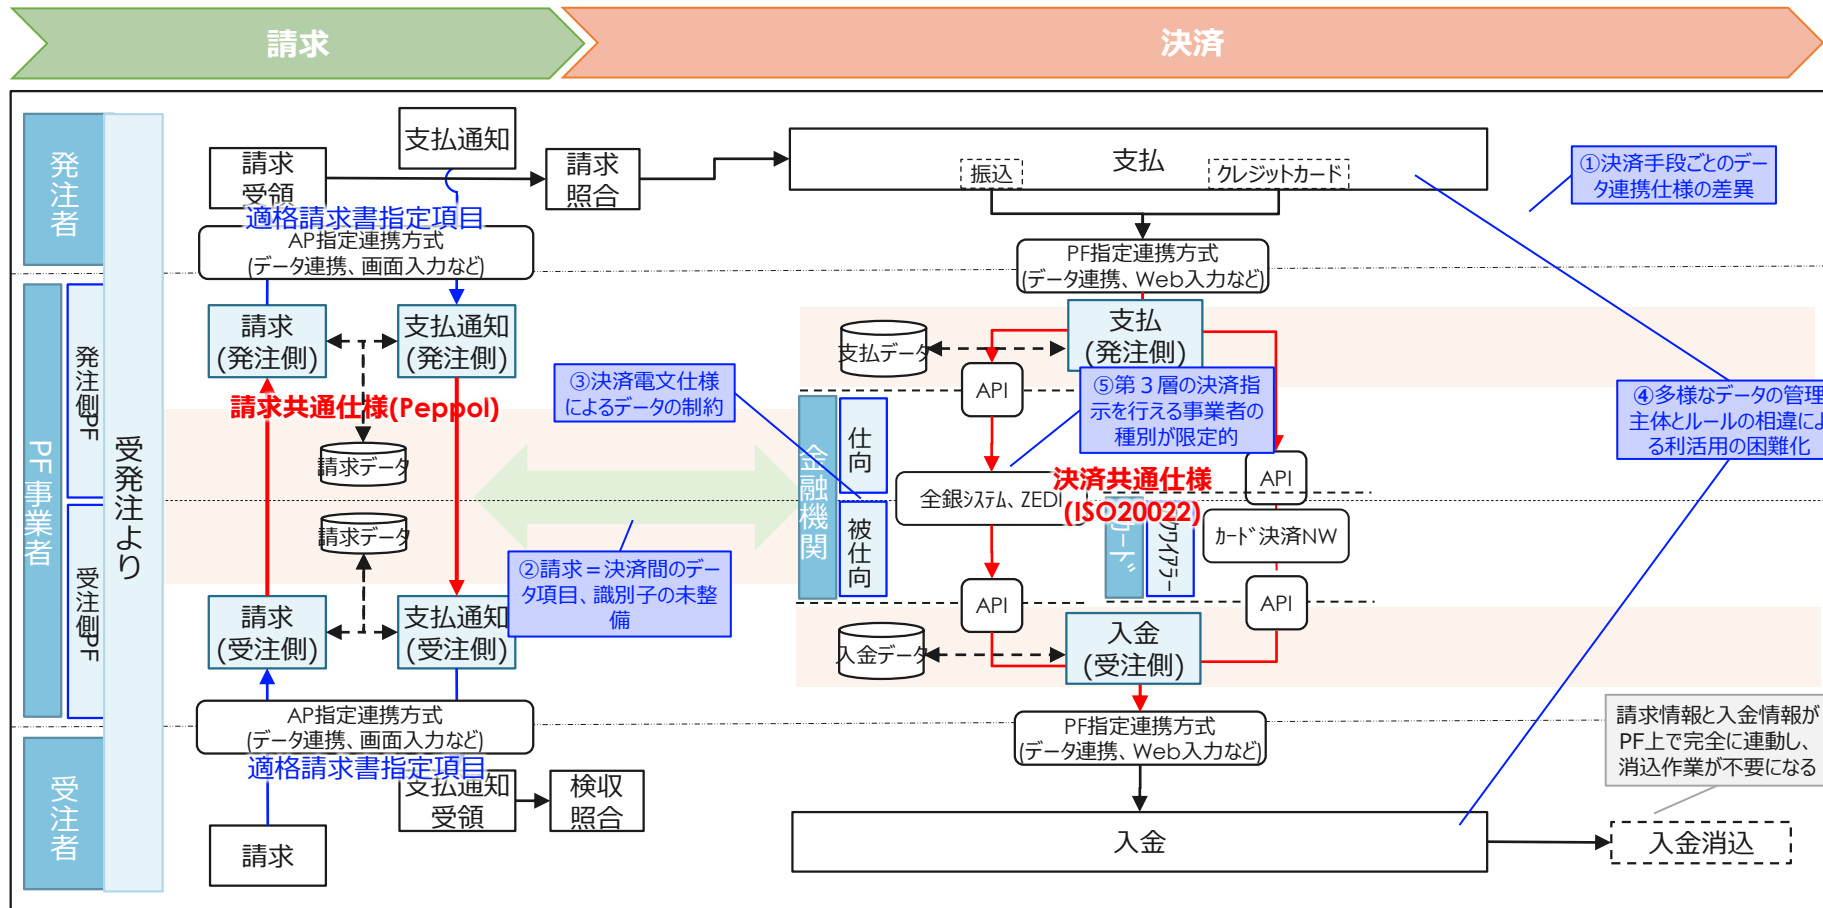 請求
決済
発注者
受発注より
請求
受領
支払通知
請求
照合
適格請求書指定項目
AP指定連携方式
(データ連携、画面入力など)
支払
振込
クレジットカード
①決済手段ごとのデー
タ連携仕様の差異
PF指定連携方式
(データ連携、Web入力など)
PF事業者
発注側PF
受注側PF
請求
(発注側)
支払通知
(発注側)
請求共通仕様(Peppol)
請求データ
請求データ
請求
(受注側)
支払通知
(受注側)
②請求=決済間のデー
タ項目、識別子の未整
備
③決済電文仕様
によるデータの制約
支払データ
支払
(発注側)
API
⑤第3層の決済指
示を行える事業者の
種別が限定的
④多様なデータの管理
主体とルールの相違によ
る利活用の困難化
金融機関
仕向
被仕向
全銀システム、ZEDI
決済共通仕様
(ISO20022)
API
カード
カード決済NW
API
API
入金データ
入金
(受注側)
AP指定連携方式
(データ連携、画面入力など)
適格請求書指定項目
PF指定連携方式
(データ連携、Web入力など)
請求情報と入金情報が
PF上で完全に連動し、
消込作業が不要になる
受注者
請求
支払通知
受領
検収
照合
入金
入金消込